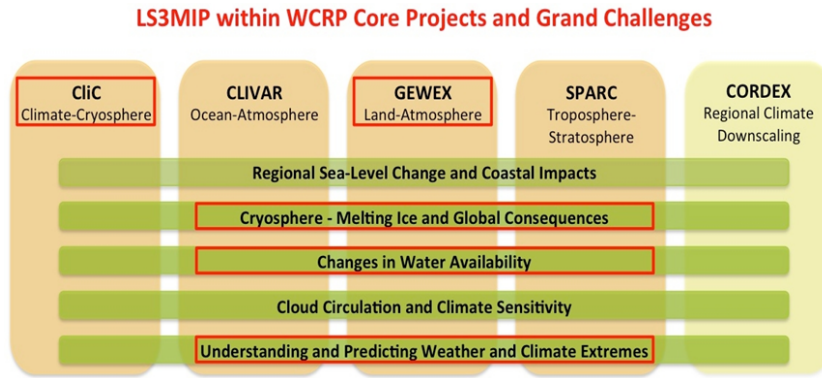 LS3MIP within WCRP Core Projects and Grand Challenges
CliC
Climate-Cryosphere
CLIVAR
Ocean-Atmosphere
GEWEX
Land-Atmosphere
SPARC
Troposphere-
Stratosphere
CORDEX
Regional Climate
Downscaling
Regional Sea-Level Change and Coastal Impacts
Cryosphere - Melting Ice and Global Consequences
Changes in Water Availability
Cloud Circulation and Climate Sensitivity
Understanding and Predicting Weather and Climate Extremes